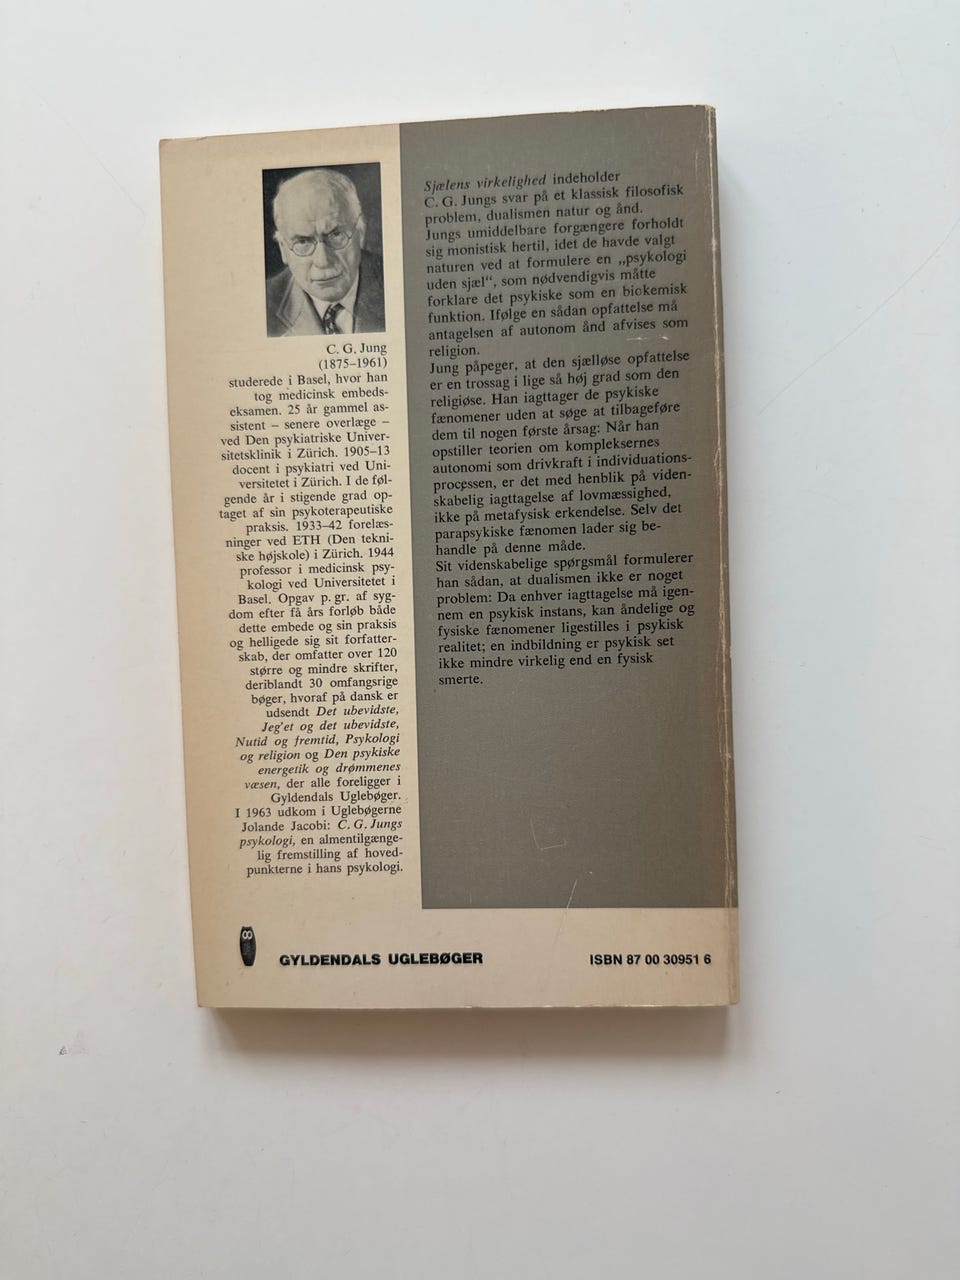 C. G. Jung
(1875–1961)
studerede i Basel, hvor han
tog medicinsk embeds-
eksamen. 25 år gammel as-
sistent – senere overlæge –
ved Den psykiatriske Univer-
sitetsklinik i Zürich. 1905–13
docent i psykiatri ved Uni-
versitetet i Zürich. I de føl-
gende år i stigende grad op-
taget af sin psykoterapeutiske
praksis. 1933–42 forelæs-
ninger ved ETH (Den tekni-
ske højskole) i Zürich. 1944
professor i medicinsk psy-
kologi ved Universitetet i
Basel. Opgav p. gr. af syg-
dom efter få års forløb både
dette embede og sin praksis
og helligede sig sit forfatter-
skab, der omfatter over 120
større og mindre skrifter,
deriblandt 30 omfangsrige
bøger, hvoraf på dansk er
udsendt Det ubevidste,
Jeg'et og det ubevidste,
Nutid og fremtid, Psykologi
og religion og Den psykiske
energetik og drømmenes
væsen, der alle foreligger i
Gyldendals Uglebøger.
I 1963 udkom i Uglebøgerne
Jolande Jacobi: C. G. Jungs
psykologi, en almentilgænge-
lig fremstilling af hoved-
punkterne i hans psykologi.
Sjælens virkelighed indeholder
C. G. Jungs svar på et klassisk filosofisk
problem, dualismen natur og ånd.
Jungs umiddelbare forgængere forholdt
sig monistisk hertil, idet de havde valgt
naturen ved at formulere en „psykologi
uden sjæl“, som nødvendigvis måtte
forklare det psykiske som en biokemisk
funktion. Ifølge en sådan opfattelse må
antagelsen af autonom ånd afvises som
religion.
Jung påpeger, at den sjælløse opfattelse
er en trossag i lige så høj grad som den
religiøse. Han iagttager de psykiske
fænomener uden at søge at tilbageføre
dem til nogen første årsag: Når han
opstiller teorien om kompleksernes
autonomi som drivkraft i individuations-
processen, er det med henblik på viden-
skabelig iagttagelse af lovmæssighed,
ikke på metafysisk erkendelse. Selv det
parapsykiske fænomen lader sig be-
handle på denne måde.
Sit videnskabelige spørgsmål formulerer
han sådan, at dualismen ikke er noget
problem: Da enhver iagttagelse må igen-
nem en psykisk instans, kan åndelige og
fysiske fænomener ligestilles i psykisk
realitet; en indbildning er psykisk set
ikke mindre virkelig end en fysisk
smerte.
GYLDENDALS UGLEBØGER
ISBN 87 00 30951 6